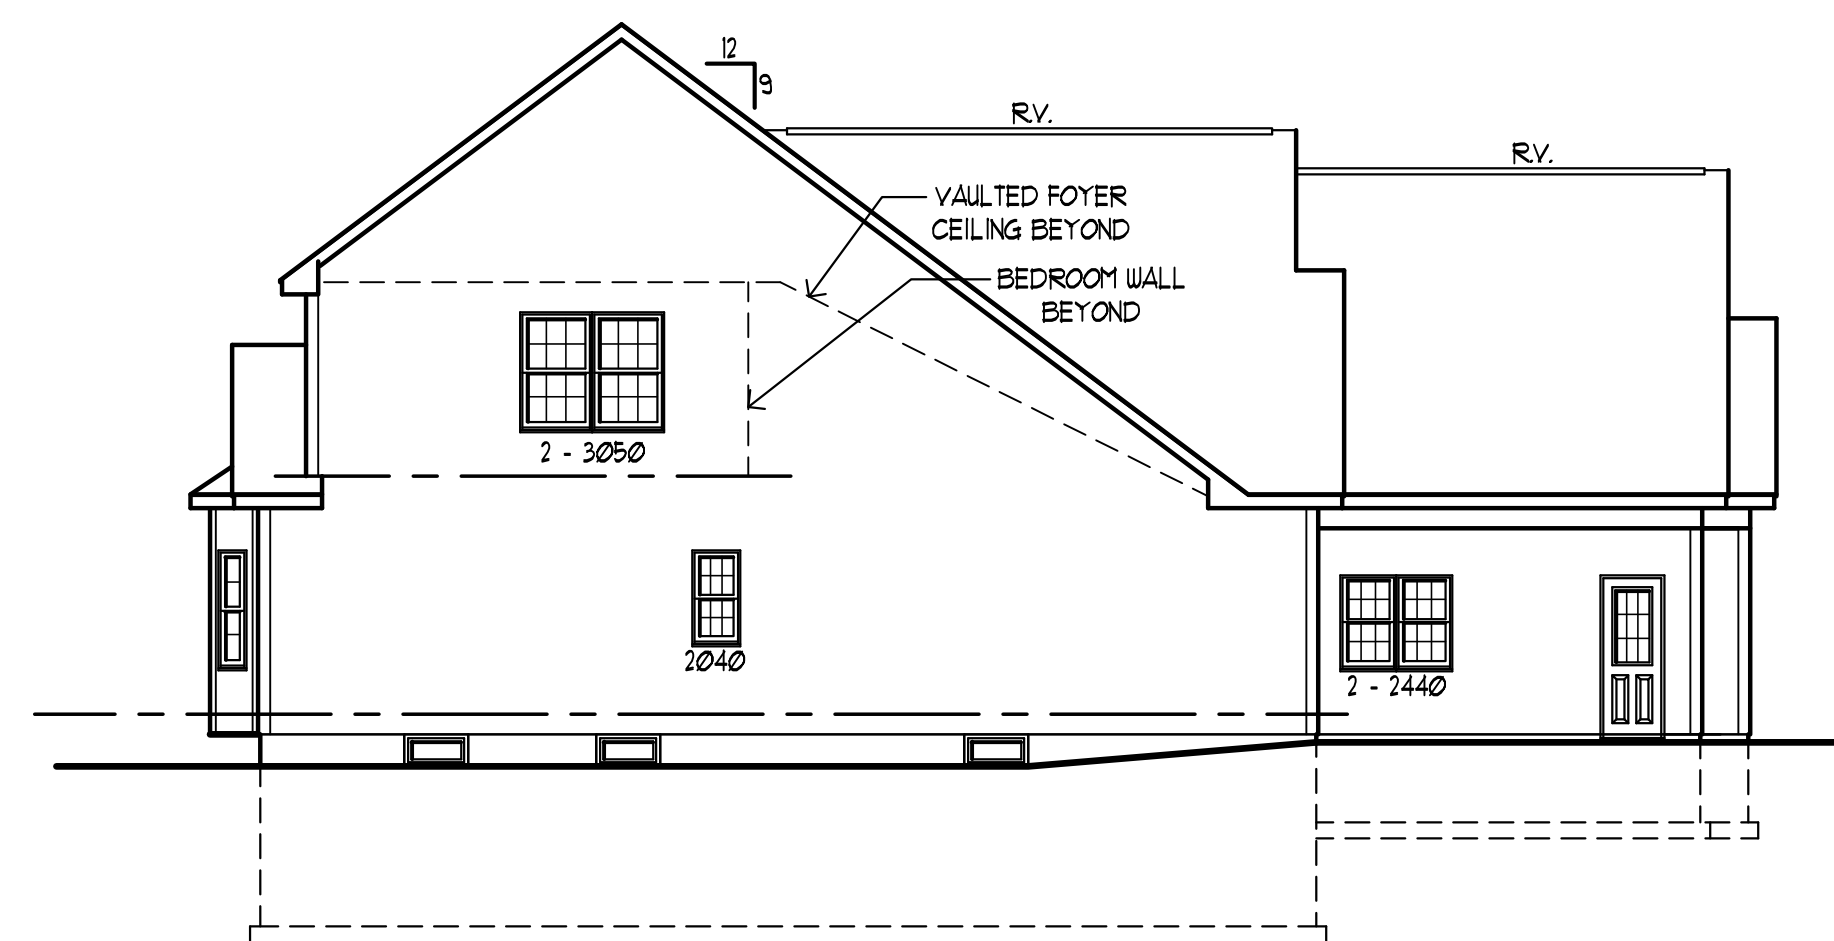 12
9
R.V.
R.V.
VAULTED FOYER
CEILING BEYOND
BEDROOM WALL
BEYOND
2 - 3050
2040
2 - 2440